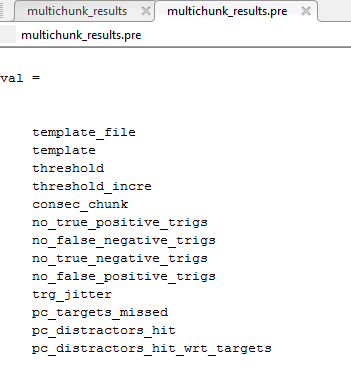 multichunk_results multichunk_results.pre
multichunk_results.pre
val =
template_file
template
threshold
threshold_incre
consec_chunk
no_true_positive_trigs
no_false_negative_trigs
no_true_negative_trigs
no_false_positive_trigs
trg_jitter
pc_targets_missed
pc_distractors_hit
pc_distractors_hit_wrt_targets